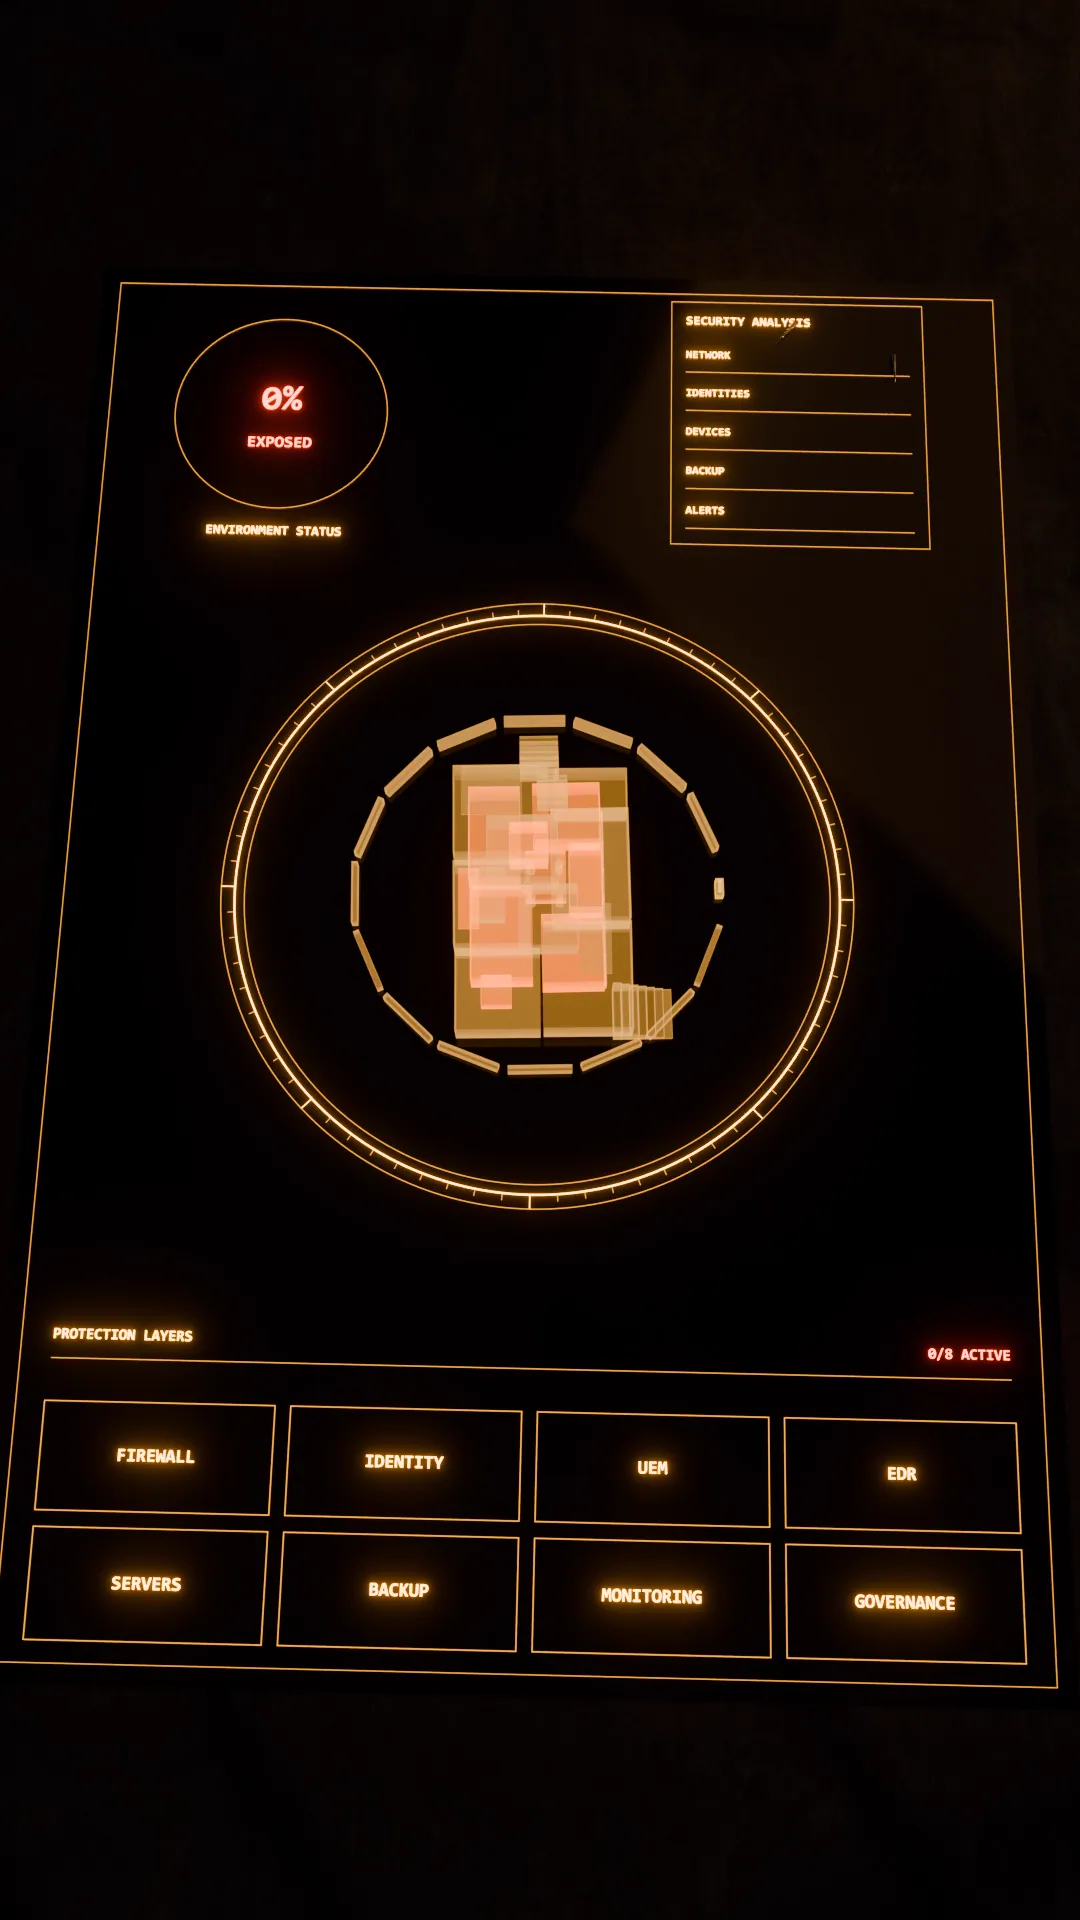 0%
EXPOSED
ENVIRONMENT STATUS
SECURITY ANALYSIS
NETWORK
IDENTITIES
DEVICES
BACKUP
ALERTS
PROTECTION LAYERS
0/8 ACTIVE
FIREWALL
IDENTITY
UEM
EDR
SERVERS
BACKUP
MONITORING
GOVERNANCE